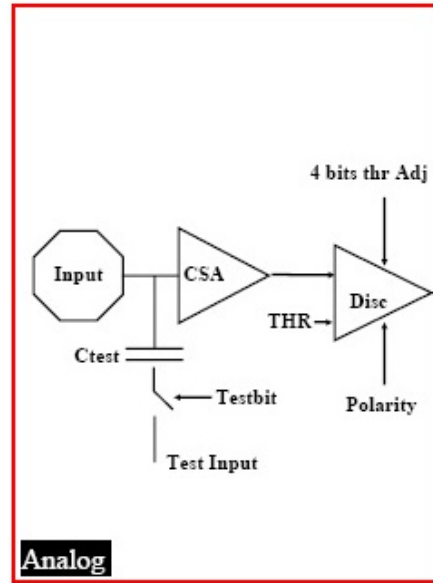 4 bits thr Adj
Input
CSA
Disc
THR
Ctest
Testbit
Polarity
Test Input
Analog